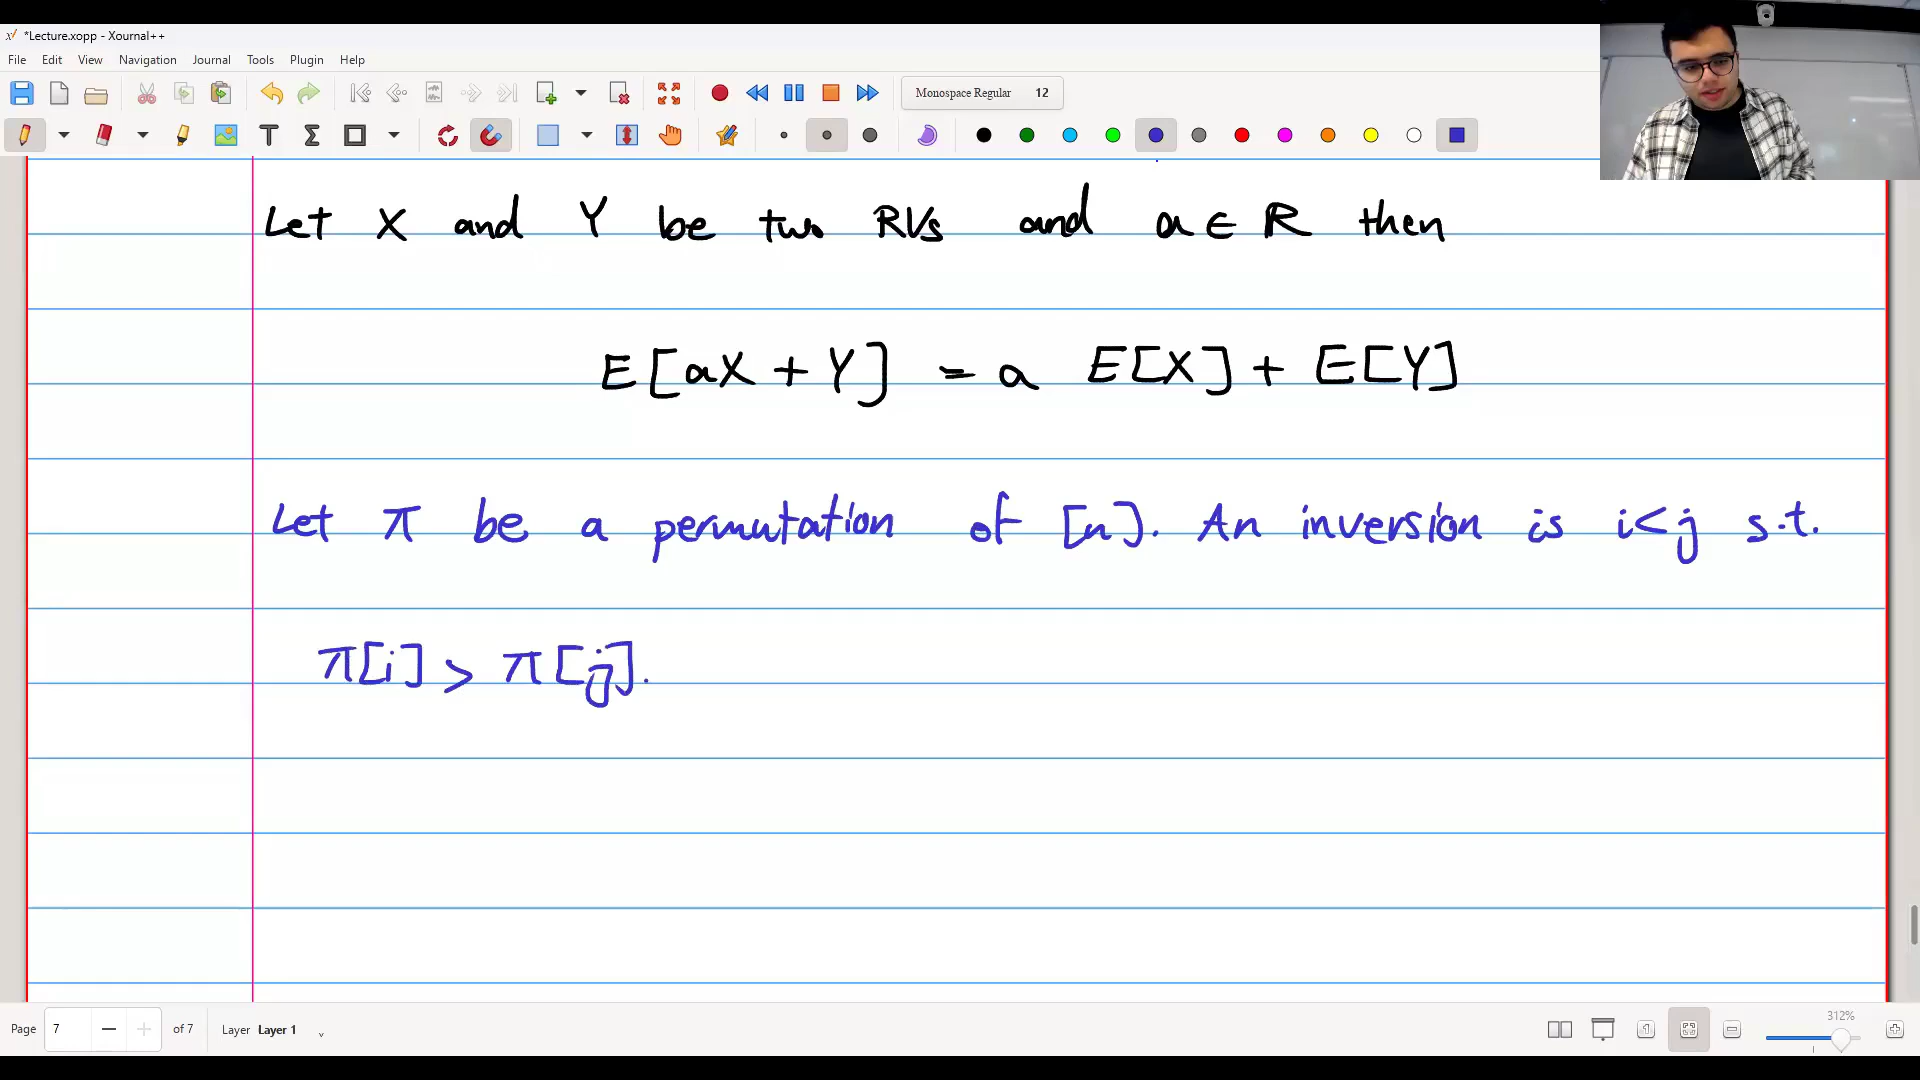 *Lecture.xopp - Xournal++
File Edit View Navigation Journal Tools Plugin Help
Monospace Regular 12
Let X and Y be two RVs and a ∈ ℝ then
E[aX + Y] = a E[X] + E[Y]
Let π be a permutation of [n]. An inversion is i<j s.t.
π[i] > π[j].
Page 7 of 7 Layer Layer 1
312%